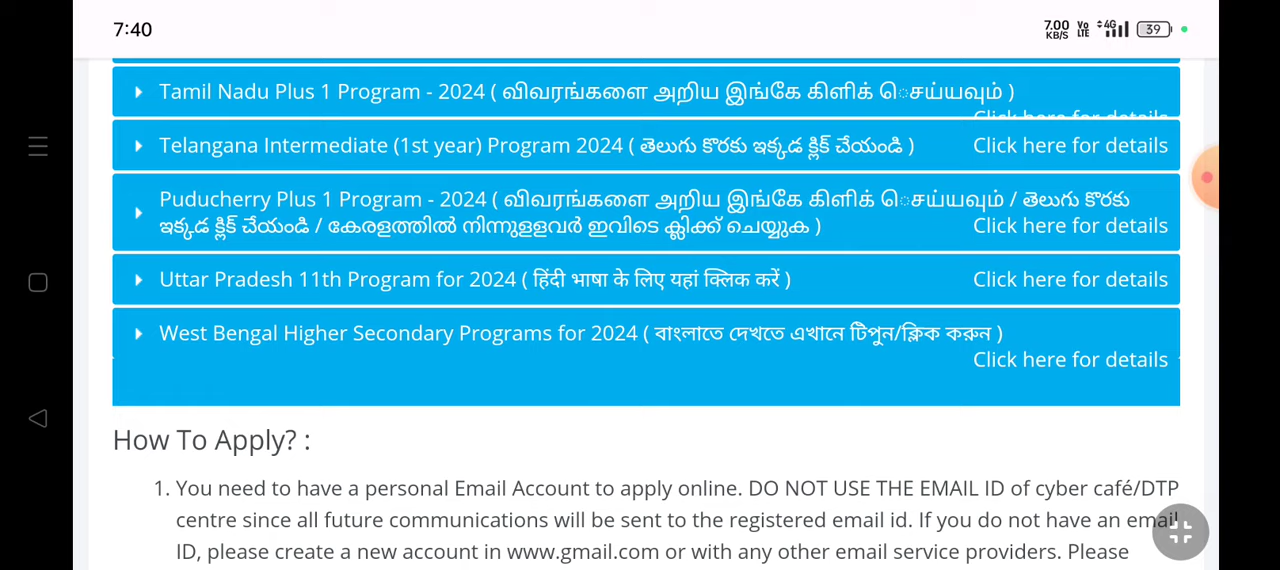 7:40
7.00 KB/S Vo LTE 4G 39
Tamil Nadu Plus 1 Program - 2024 ( விவரங்களை அறிய இங்கே கிளிக் செய்யவும் )
Click here for details
Telangana Intermediate (1st year) Program 2024 ( తెలుగు కొరకు ఇక్కడ క్లిక్ చేయండి ) Click here for details
Puducherry Plus 1 Program - 2024 ( விவரங்களை அறிய இங்கே கிளிக் செய்யவும் / తెలుగు కొరకు
ఇక్కడ క్లిక్ చేయండి / കേരളത്തിൽ നിന്നുള്ളവർ ഇവിടെ ക്ലിക്ക് ചെയ്യുക ) Click here for details
Uttar Pradesh 11th Program for 2024 ( हिंदी भाषा के लिए यहां क्लिक करें ) Click here for details
West Bengal Higher Secondary Programs for 2024 ( বাংলাতে দেখতে এখানে টিপুন/ক্লিক করুন )
Click here for details
How To Apply? :
1. You need to have a personal Email Account to apply online. DO NOT USE THE EMAIL ID of cyber café/DTP
centre since all future communications will be sent to the registered email id. If you do not have an email
ID, please create a new account in www.gmail.com or with any other email service providers. Please